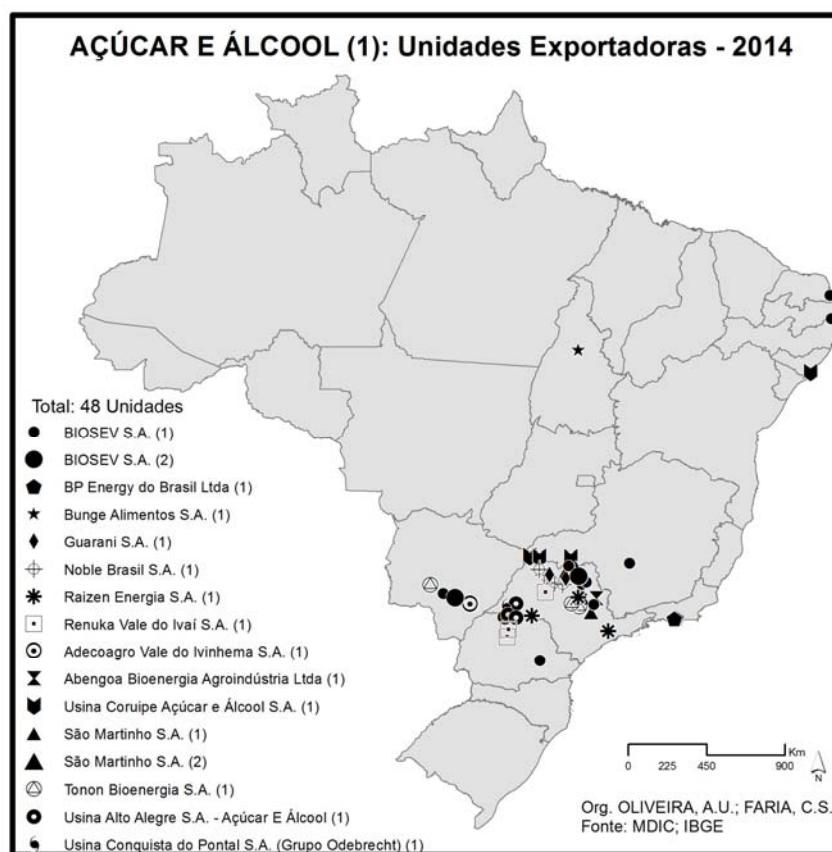 AÇÚCAR E ÁLCOOL (1): Unidades Exportadoras - 2014
Total: 48 Unidades
BIOSEV S.A. (1)
BIOSEV S.A. (2)
BP Energy do Brasil Ltda (1)
Bunge Alimentos S.A. (1)
Guarani S.A. (1)
Noble Brasil S.A. (1)
Raizen Energia S.A. (1)
Renuka Vale do Ivaí S.A. (1)
Adecoagro Vale do Ivinhema S.A. (1)
Abengoa Bioenergia Agroindústria Ltda (1)
Usina Coruipe Açúcar e Álcool S.A. (1)
São Martinho S.A. (1)
São Martinho S.A. (2)
Tonon Bioenergia S.A. (1)
Usina Alto Alegre S.A. - Açúcar E Álcool (1)
Usina Conquista do Pontal S.A. (Grupo Odebrecht) (1)
Km
0 225 450 900
N
Org. OLIVEIRA, A.U.; FARIA, C.S.
Fonte: MDIC; IBGE